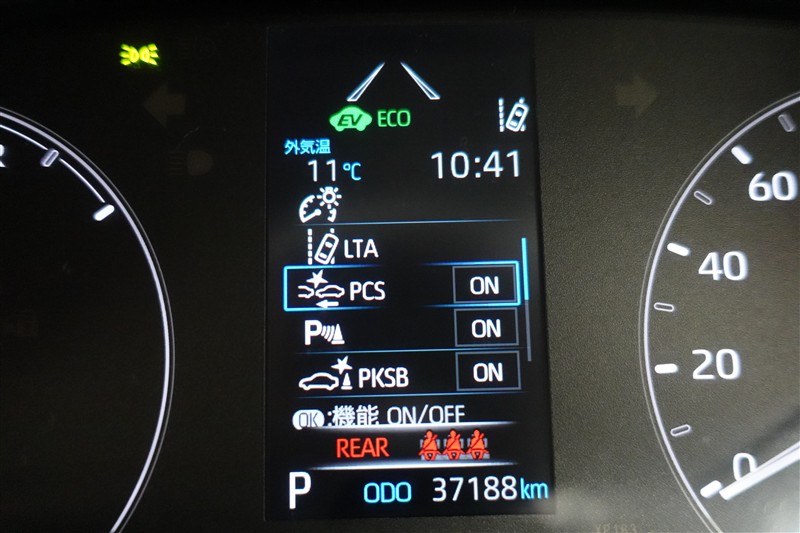 EV ECO
外気温
11℃ 10:41
LTA
PCS ON
P ON
PKSB ON
OK :機能 ON/OFF
REAR
P ODO 37188km
60
40
20
0